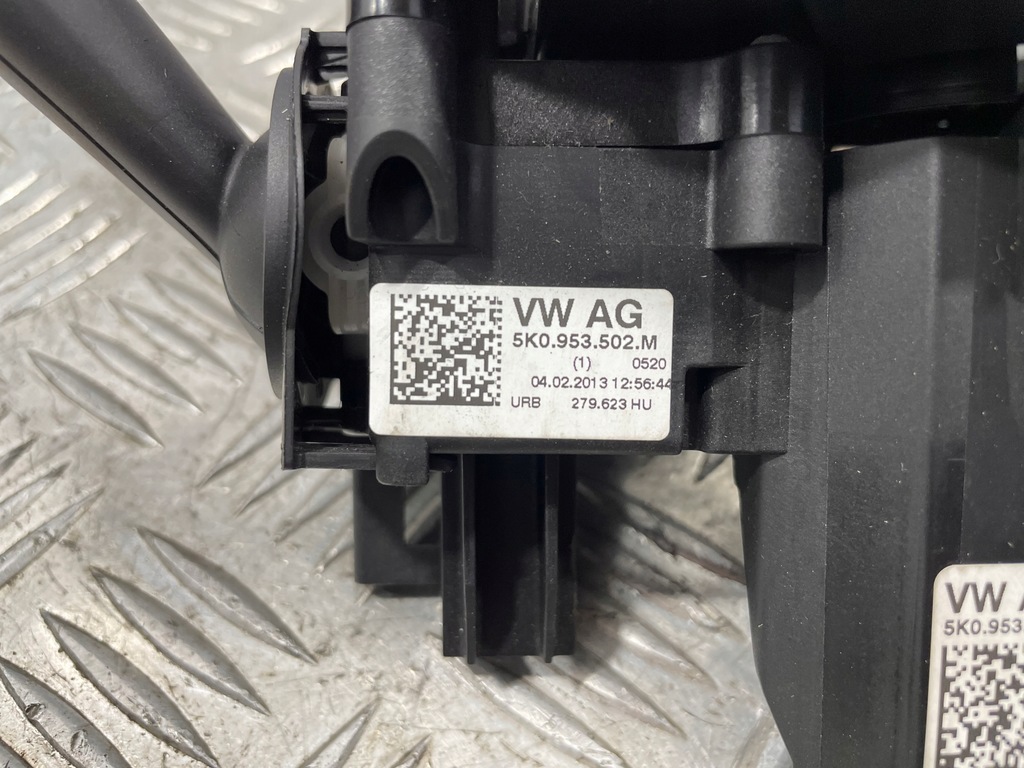 VW AG
5K0.953.502.M
(1) 0520
04.02.2013 12:56:44
URB 279.623 HU
VW A
5K0.953